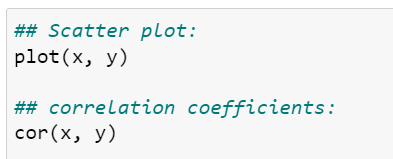 ## Scatter plot:
plot(x, y)
## correlation coefficients:
cor(x, y)